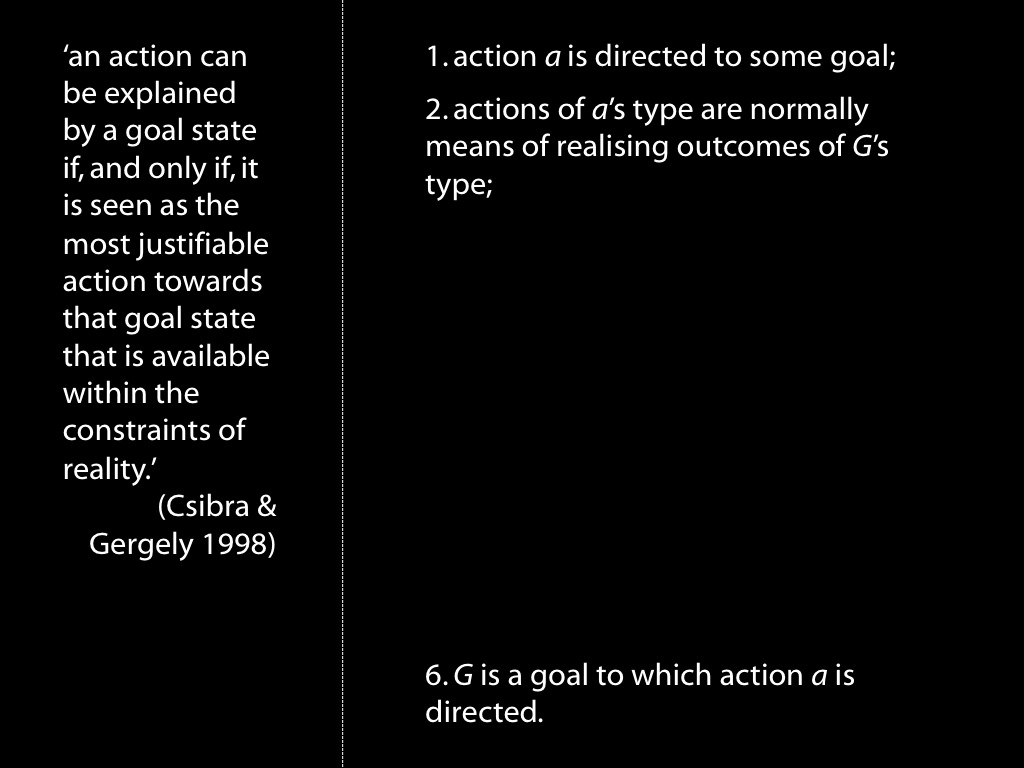 ‘an action can
be explained
by a goal state
if, and only if, it
is seen as the
most justifiable
action towards
that goal state
that is available
within the
constraints of
reality.’
(Csibra &
Gergely 1998)
1. action a is directed to some goal;
2. actions of a’s type are normally
means of realising outcomes of G’s
type;
6. G is a goal to which action a is
directed.